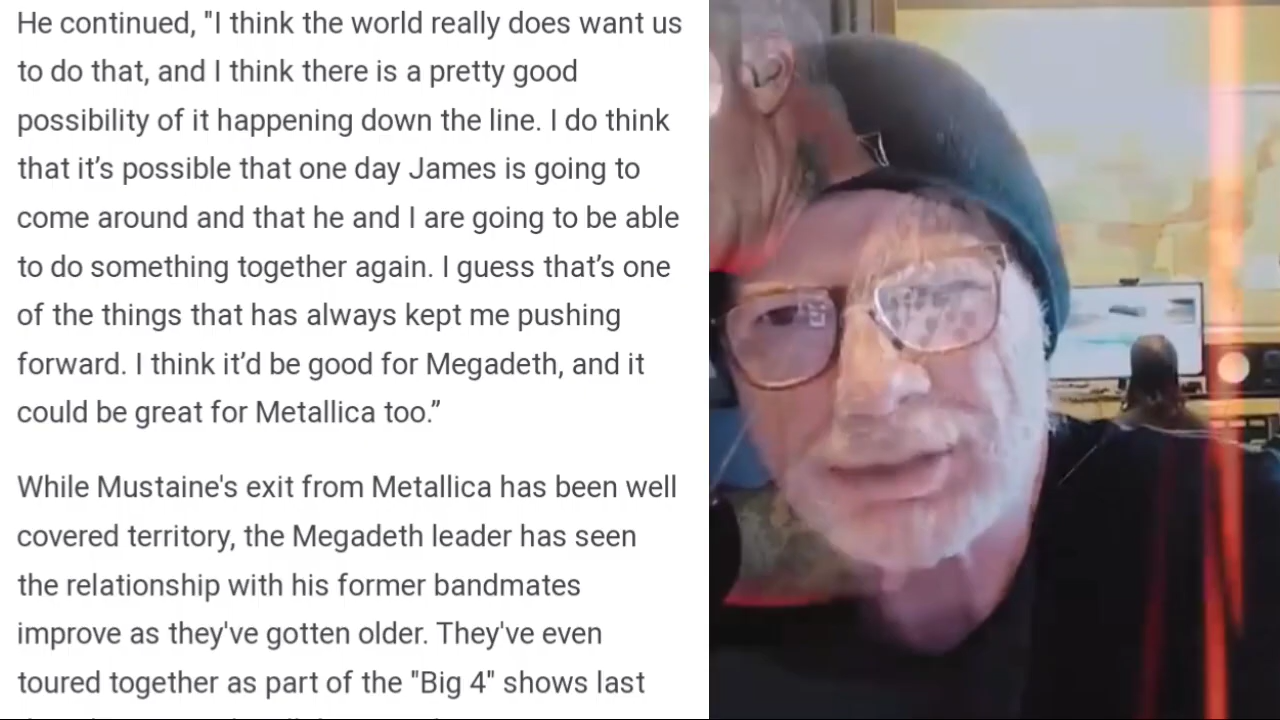 He continued, "I think the world really does want us
to do that, and I think there is a pretty good
possibility of it happening down the line. I do think
that it’s possible that one day James is going to
come around and that he and I are going to be able
to do something together again. I guess that’s one
of the things that has always kept me pushing
forward. I think it’d be good for Megadeth, and it
could be great for Metallica too.”
While Mustaine's exit from Metallica has been well
covered territory, the Megadeth leader has seen
the relationship with his former bandmates
improve as they've gotten older. They've even
toured together as part of the "Big 4" shows last